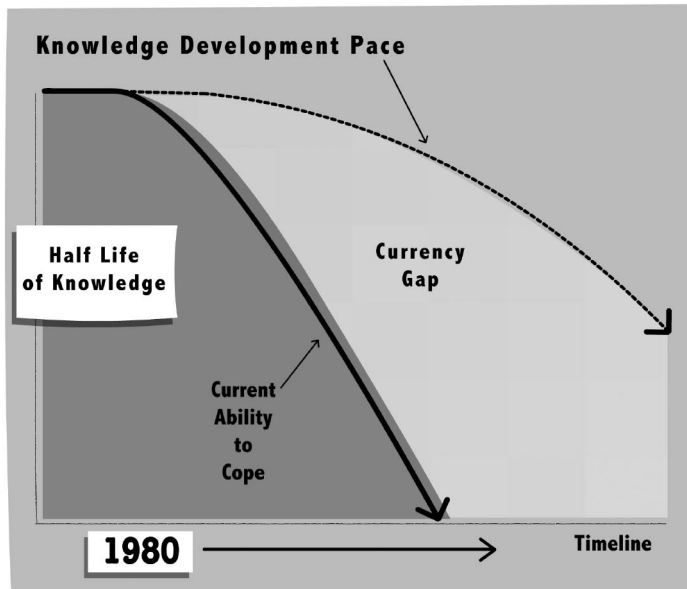 Knowledge Development Pace
Half Life
of Knowledge
Currency
Gap
Current
Ability
to
Cope
1980
Timeline